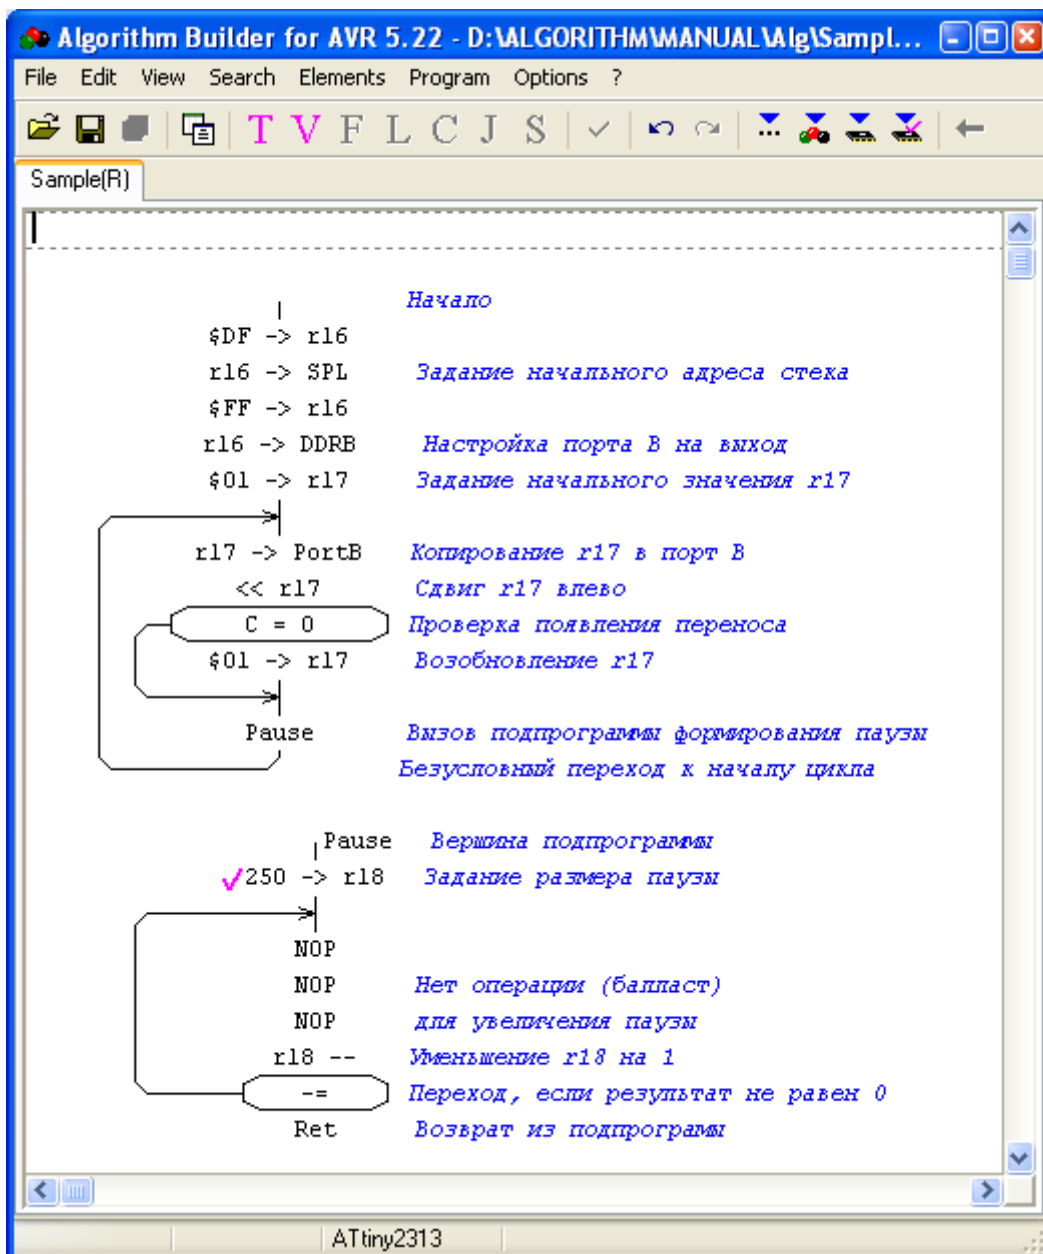 Algorithm Builder for AVR 5.22 - D:\ALGORITHM\MANUAL\Alg\Sampl...
File Edit View Search Elements Program Options ?
T V F L C J S
Sample(R)
Начало
$DF -> r16
r16 -> SPL Задание начального адреса стека
$FF -> r16
r16 -> DDRB Настройка порта B на выход
$01 -> r17 Задание начального значения r17
r17 -> PortB Копирование r17 в порт B
<< r17 Сдвиг r17 влево
C = 0 Проверка появления переноса
$01 -> r17 Возобновление r17
Pause Вызов подпрограммы формирования паузы
Безусловный переход к началу цикла
Pause Вершина подпрограммы
250 -> r18 Задание размера паузы
NOP
NOP Нет операции (балласт)
NOP для увеличения паузы
r18 -- Уменьшение r18 на 1
-= Переход, если результат не равен 0
Ret Возврат из подпрограмы
ATtiny2313